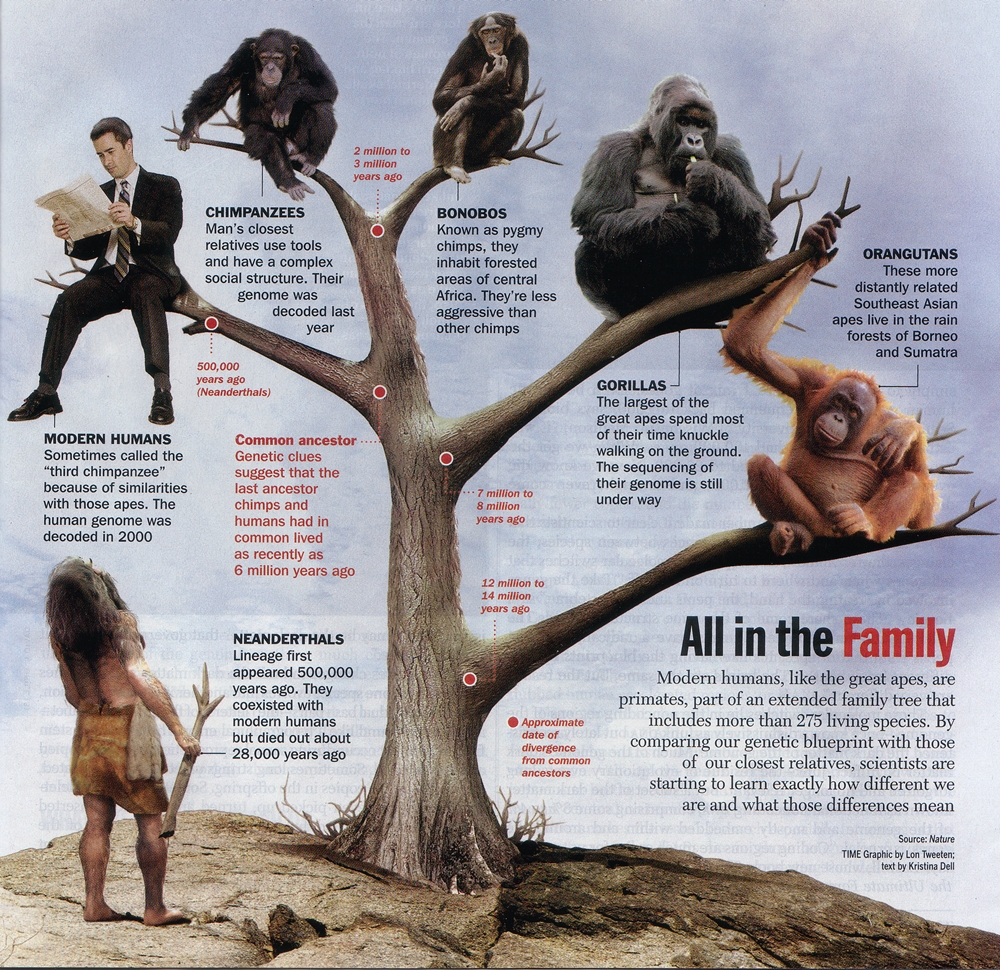 2 million to
3 million
years ago
CHIMPANZEES
Man's closest
relatives use tools
and have a complex
social structure. Their
genome was
decoded last
year
BONOBOS
Known as pygmy
chimps, they
inhabit forested
areas of central
Africa. They're less
aggressive than
other chimps
ORANGUTANS
These more
distantly related
Southeast Asian
apes live in the rain
forests of Borneo
and Sumatra
500,000
years ago
(Neanderthals)
GORILLAS
The largest of the
great apes spend most
of their time knuckle
walking on the ground.
The sequencing of
their genome is still
under way
MODERN HUMANS
Sometimes called the
"third chimpanzee"
because of similarities
with those apes. The
human genome was
decoded in 2000
Common ancestor
Genetic clues
suggest that the
last ancestor
chimps and
humans had in
common lived
as recently as
6 million years ago
7 million to
8 million
years ago
12 million to
14 million
years ago
NEANDERTHALS
Lineage first
appeared 500,000
years ago. They
coexisted with
modern humans
but died out about
28,000 years ago
All in the Family
Modern humans, like the great apes, are
primates, part of an extended family tree that
includes more than 275 living species. By
comparing our genetic blueprint with those
of our closest relatives, scientists are
starting to learn exactly how different we
are and what those differences mean
Approximate
date of
divergence
from common
ancestors
Source: Nature
TIME Graphic by Lon Tweeten;
text by Kristina Dell